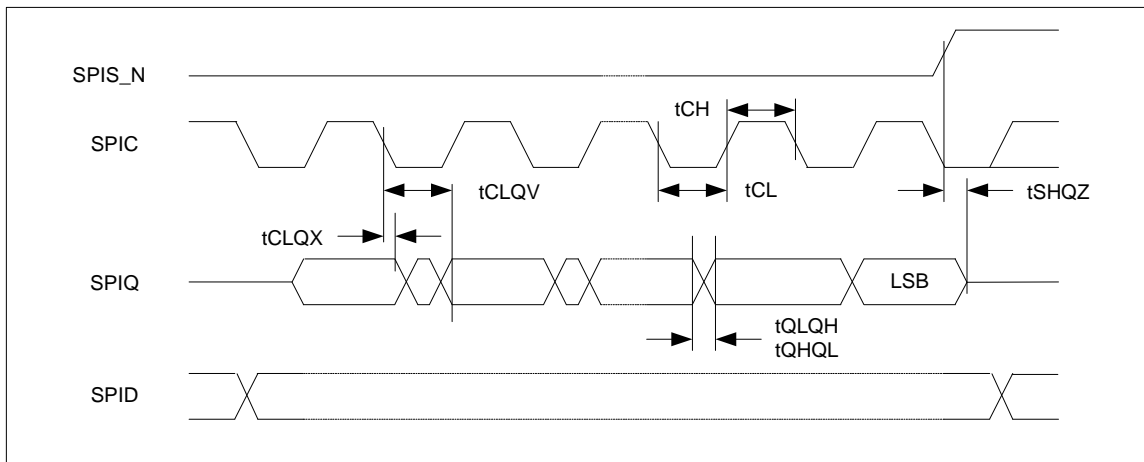 SPIS_N
tCH
SPIC
tCLQV
tCL
tSHQZ
tCLQX
SPIQ
LSB
tQLQH
tQHQL
SPID